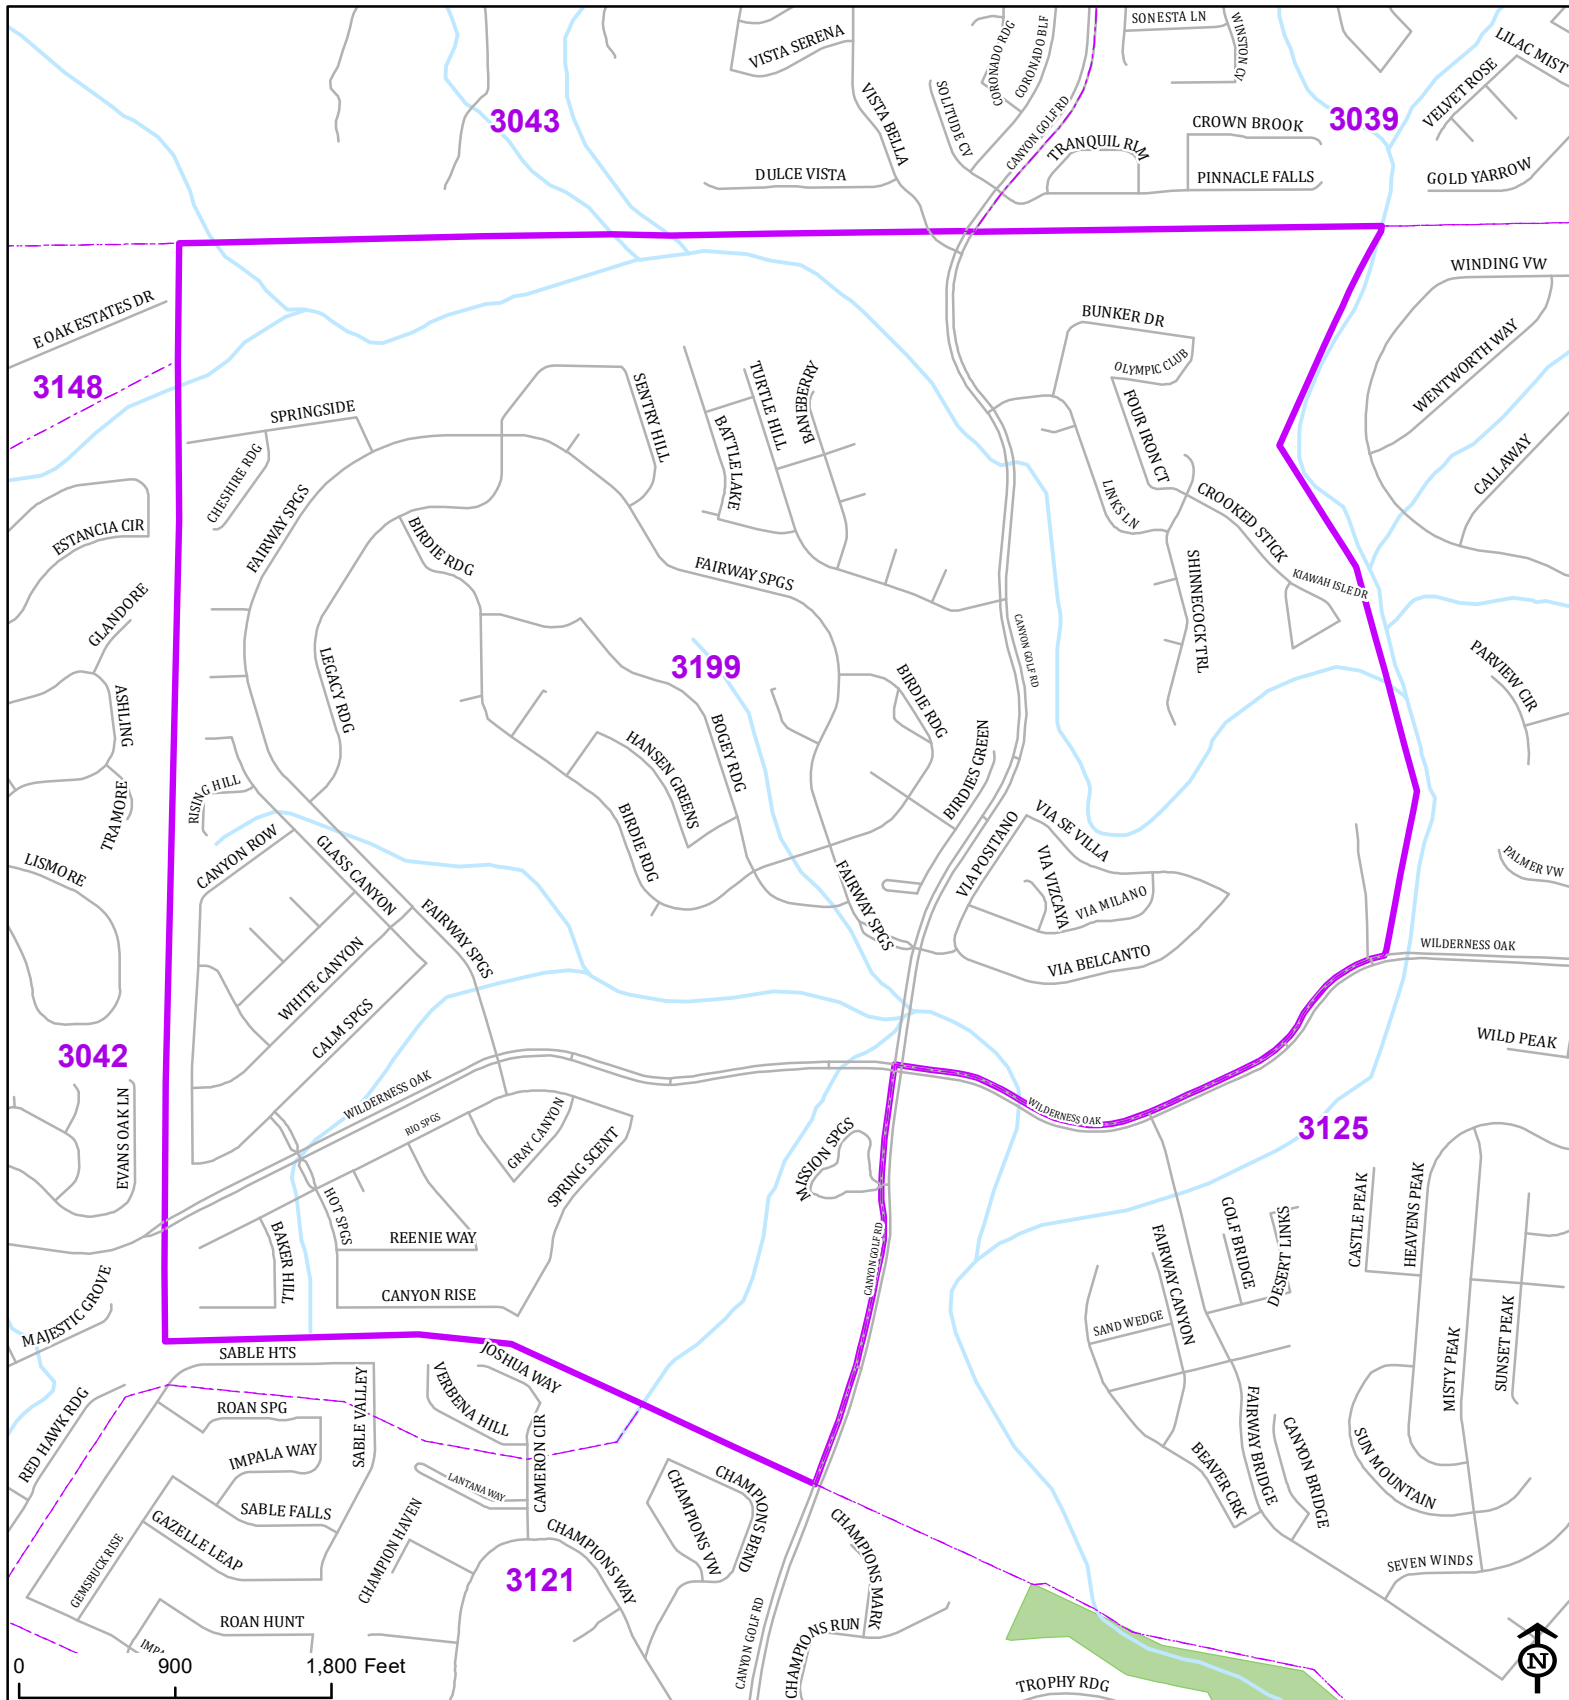 SONESTA LN
WINSTON CV
LILAC MIST
VISTA SERENA
CORONADO RDG
CORONADO BLF
VELVET ROSE
SOLITUDE CV
3043
VISTA BELLA
CANYON GOLF RD
CROWN BROOK
3039
TRANQUIL RIM
DULCE VISTA
PINNACLE FALLS
GOLD YARROW
WINDING VW
E OAK ESTATES DR
BUNKER DR
WENTWORTH WAY
OLYMPIC CLUB
3148
SPRINGSIDE
SENTRY HILL
TURTLE HILL
BANEBERRY
BATTLE LAKE
FOUR IRON CT
CALLAWAY
CHESHIRE RDG
LINKS LN
CROOKED STICK
ESTANCIA CIR
FAIRWAY SPGS
BIRDIE RDG
FAIRWAY SPGS
KIAWAH ISLE DR
SHINNECOCK TRL
GLANDORE
CANYON GOLF RD
3199
PARVIEW CIR
LEGACY RDG
BIRDIE RDG
ASHLING
BOGEY RDG
HANSEN GREENS
BIRDIES GREEN
RISING HILL
TRAMORE
BIRDIE RDG
VIA POSITANO
VIA SE VILLA
CANYON ROW
GLASS CANYON
LISMORE
PALMER VW
VIA VIZCAYA
VIA MILANO
FAIRWAY SPGS
FAIRWAY SPGS
WILDERNESS OAK
VIA BELCANTO
WHITE CANYON
CALM SPGS
WILD PEAK
3042
WILDERNESS OAK
EVANS OAK LN
RIO SPGS
WILDERNESS OAK
3125
GRAY CANYON
MISSION SPGS
SPRING SCENT
HOT SPGS
CASTLE PEAK
HEAVENS PEAK
GOLF BRIDGE
DESERT LINKS
REENIE WAY
BAKER HILL
FAIRWAY CANYON
CANYON GOLF RD
CANYON RISE
MAJESTIC GROVE
SAND WEDGE
SUNSET PEAK
MISTY PEAK
SABLE HTS
JOSHUA WAY
VERBENA HILL
SABLE VALLEY
RED HAWK RDG
ROAN SPG
CAMERON CIR
FAIRWAY BRIDGE
CANYON BRIDGE
SUN MOUNTAIN
IMPALA WAY
BEAVER CRK
LANTANA WAY
CHAMPIONS BEND
CHAMPIONS VW
SABLE FALLS
GAZELLE LEAP
CHAMPION HAVEN
CHAMPIONS WAY
CHAMPIONS MARK
SEVEN WINDS
GEMSBUCK RISE
3121
ROAN HUNT
CANYON GOLF RD
CHAMPIONS RUN
IMPA
TROPHY RDG
N
0 900 1,800 Feet